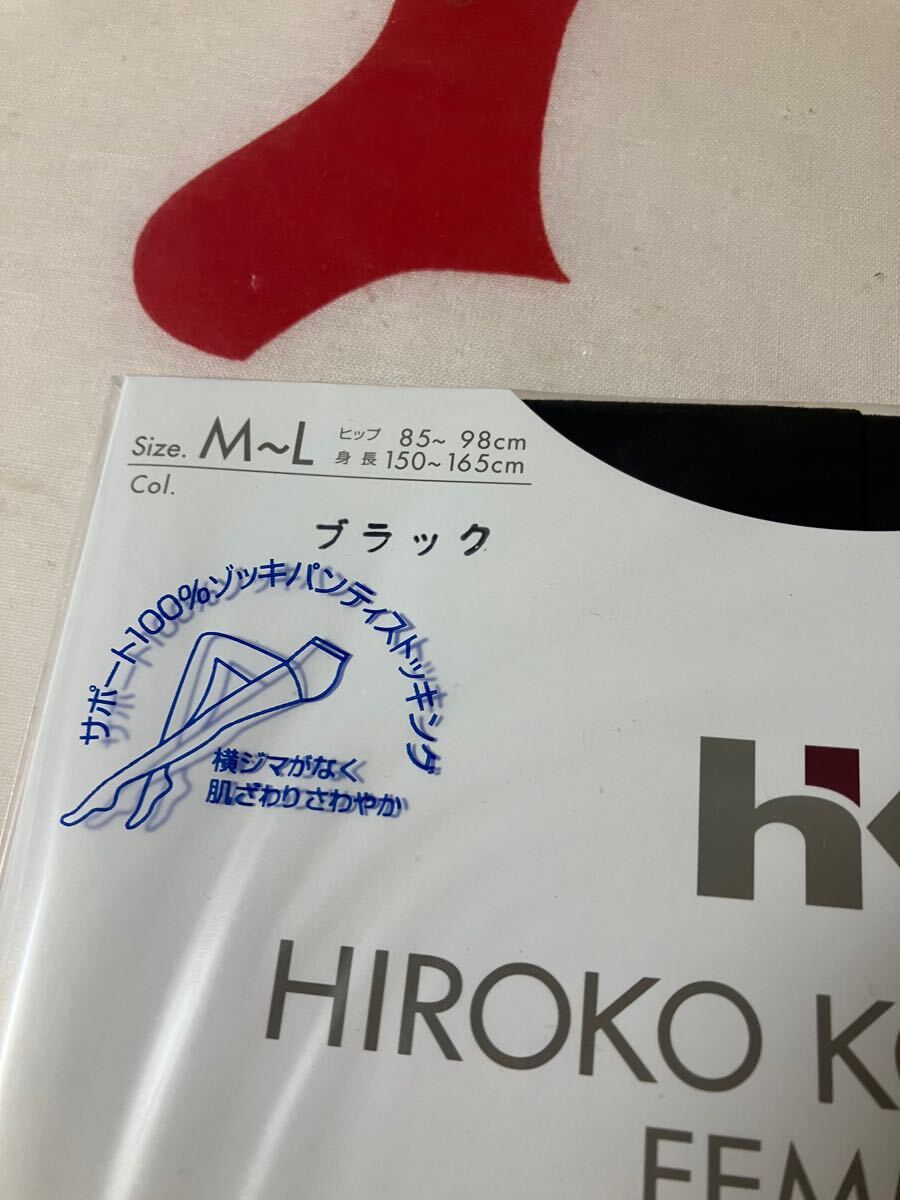 Size. M~L ヒップ 85~ 98cm
身長 150~165cm
Col.
ブラック
サポート100%ゾッキパンティストッキング
横ジマがなく
肌ざわりさわやか
HIROKO K
FEM